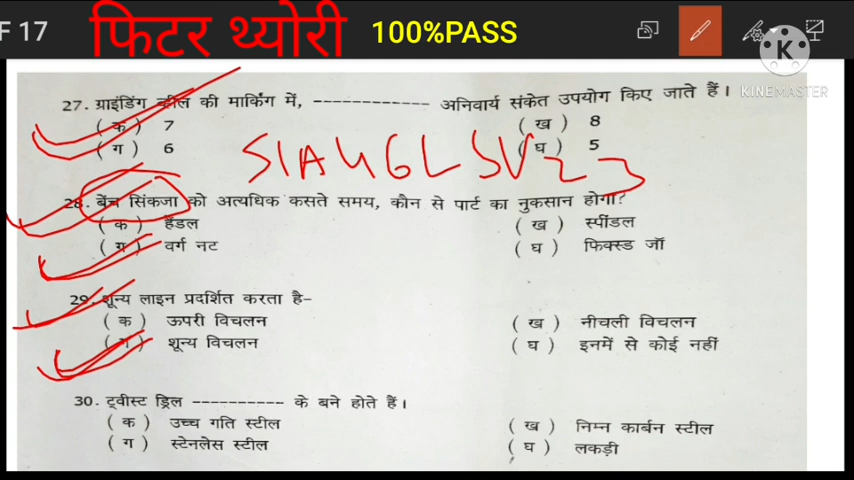 F 17 फिटर थ्योरी 100%PASS
K
KINEMASTER
27. ग्राइंडिंग व्हील की मार्किंग में, ------------- अनिवार्य संकेत उपयोग किए जाते हैं।
( क ) 7 ( ख ) 8
( ग ) 6 ( घ ) 5
28. बेंच सिंकजा को अत्यधिक कसते समय, कौन से पार्ट का नुकसान होगा?
( क ) हैंडल ( ख ) स्पींडल
( ग ) वर्ग नट ( घ ) फिक्स्ड जॉ
29. शून्य लाइन प्रदर्शित करता है-
( क ) ऊपरी विचलन ( ख ) नीचली विचलन
( ग ) शून्य विचलन ( घ ) इनमें से कोई नहीं
30. ट्वीस्ट ड्रिल ---------- के बने होते हैं।
( क ) उच्च गति स्टील ( ख ) निम्न कार्बन स्टील
( ग ) स्टेनलेस स्टील ( घ ) लकड़ी